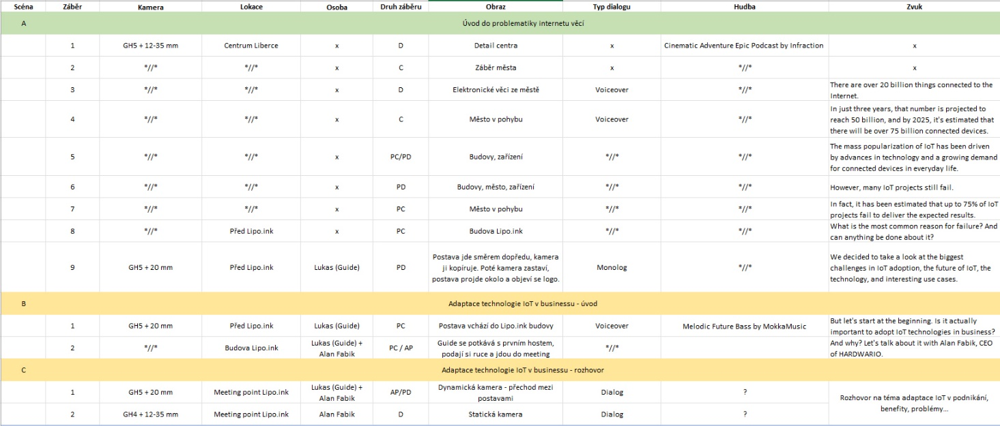 Scéna Záběr Kamera Lokace Osoba Druh záběru Obraz Typ dialogu Hudba Zvuk
A Úvod do problematiky internetu věcí
1 GH5 + 12-35 mm Centrum Liberce x D Detail centra x Cinematic Adventure Epic Podcast by Infraction x
2 *//* *//* x C Záběr města x *//* x
3 *//* *//* x D Elektronické věci ze městě Voiceover *//* There are over 20 billion things connected to the
Internet.
4 *//* *//* x C Město v pohybu Voiceover *//* In just three years, that number is projected to
reach 50 billion, and by 2025, it's estimated that
there will be over 75 billion connected devices.
5 *//* *//* x PC/PD Budovy, zařízení *//* *//* The mass popularization of IoT has been driven
by advances in technology and a growing demand
for connected devices in everyday life.
6 *//* *//* x PD Budovy, město, zařízení *//* *//* However, many IoT projects still fail.
7 *//* *//* x PC Město v pohybu *//* *//* In fact, it has been estimated that up to 75% of IoT
projects fail to deliver the expected results.
8 *//* Před Lipo.ink x PC Budova Lipo.ink *//* *//* What is the most common reason for failure? And
can anything be done about it?
9 GH5 + 20 mm Před Lipo.ink Lukas (Guide) PD Postava jde směrem dopředu, kamera
ji kopíruje. Poté kamera zastaví,
postava projde okolo a objeví se logo.
Monolog *//* We decided to take a look at the biggest
challenges in IoT adoption, the future of IoT, the
technology, and interesting use cases.
B Adaptace technologie IoT v businessu - úvod
1 GH5 + 20 mm Před Lipo.ink Lukas (Guide) PC Postava vchází do Lipo.ink budovy Voiceover Melodic Future Bass by MokkaMusic But let's start at the beginning. Is it actually
important to adopt IoT technologies in business?
2 *//* Budova Lipo.ink Lukas (Guide) +
Alan Fabik
PC / AP Guide se potkává s prvním hostem,
podají si ruce a jdou do meeting
*//* And why? Let's talk about it with Alan Fabik, CEO
of HARDWARIO.
C Adaptace technologie IoT v businessu - rozhovor
1 GH5 + 20 mm Meeting point Lipo.ink Lukas (Guide) +
Alan Fabik
AP/PD Dynamická kamera - přechod mezi
postavami
Dialog ?
2 GH4 + 12-35 mm Meeting point Lipo.ink Alan Fabik D Statická kamera Dialog ?
Rozhovor na téma adaptace IoT v podnikání,
benefity, problémy...